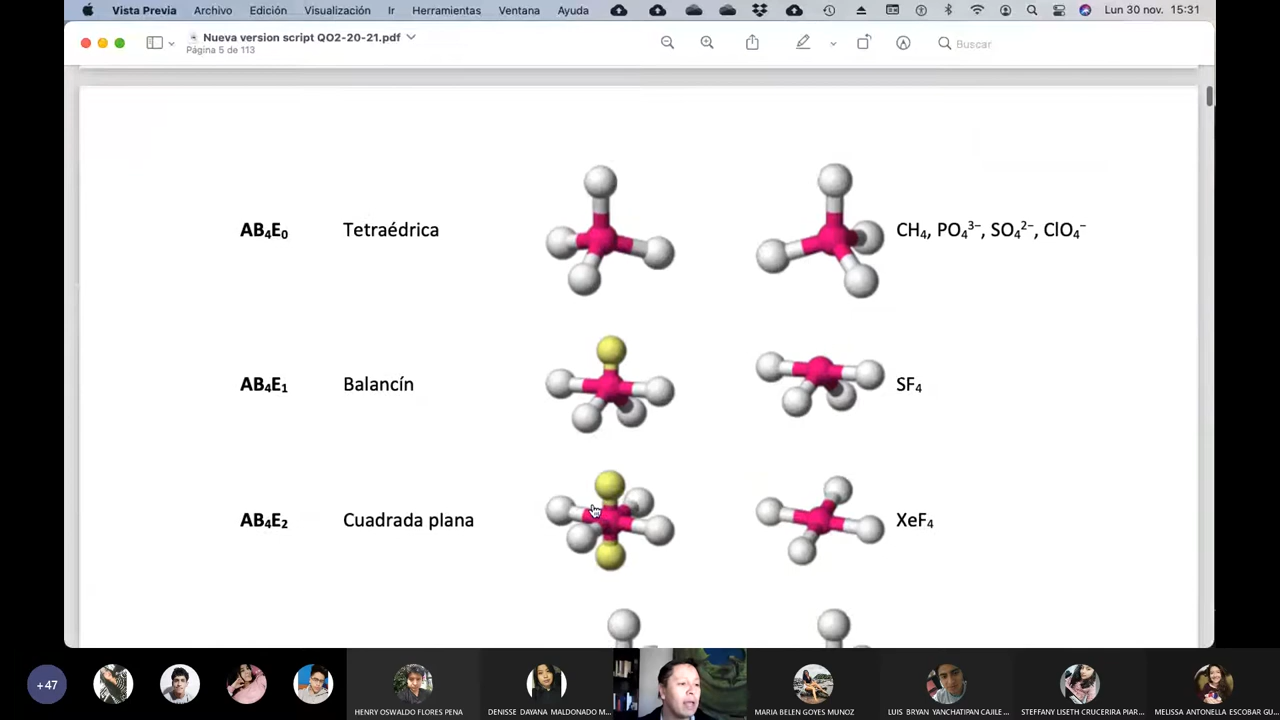 Vista Previa Archivo Edición Visualización Ir Herramientas Ventana Ayuda Lun 30 nov. 15:31
Nueva version script QO2-20-21.pdf
Página 5 de 113
Buscar
AB₄E₀ Tetraédrica CH₄, PO₄³⁻, SO₄²⁻, ClO₄⁻
AB₄E₁ Balancín SF₄
AB₄E₂ Cuadrada plana XeF₄
+47
HENRY OSWALDO FLORES PENA
DENISSE DAYANA MALDONADO M...
MARIA BELEN GOYES MUNOZ
LUIS BRYAN YANCHATIPAN CAJILE...
STEFFANY LISETH CRUCERIRA PIAR...
MELISSA ANTONELLA ESCOBAR GU...